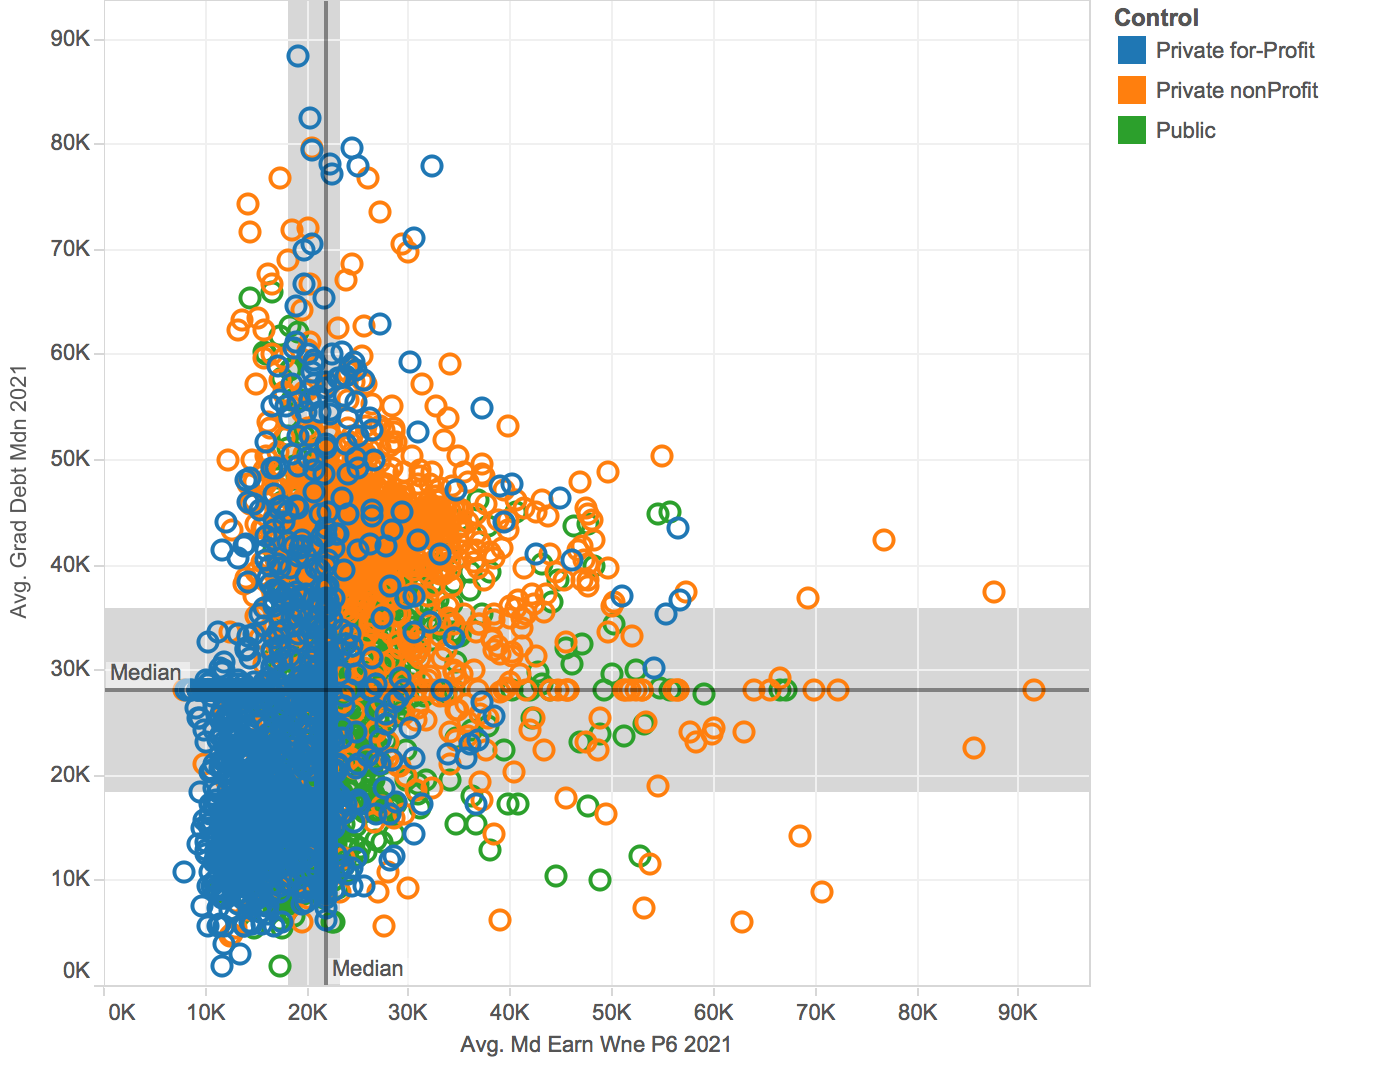 Control
Private for-Profit
Private nonProfit
Public
Avg. Grad Debt Mdn 2021
90K
80K
70K
60K
50K
40K
30K
20K
10K
0K
Median
Median
0K 10K 20K 30K 40K 50K 60K 70K 80K 90K
Avg. Md Earn Wne P6 2021